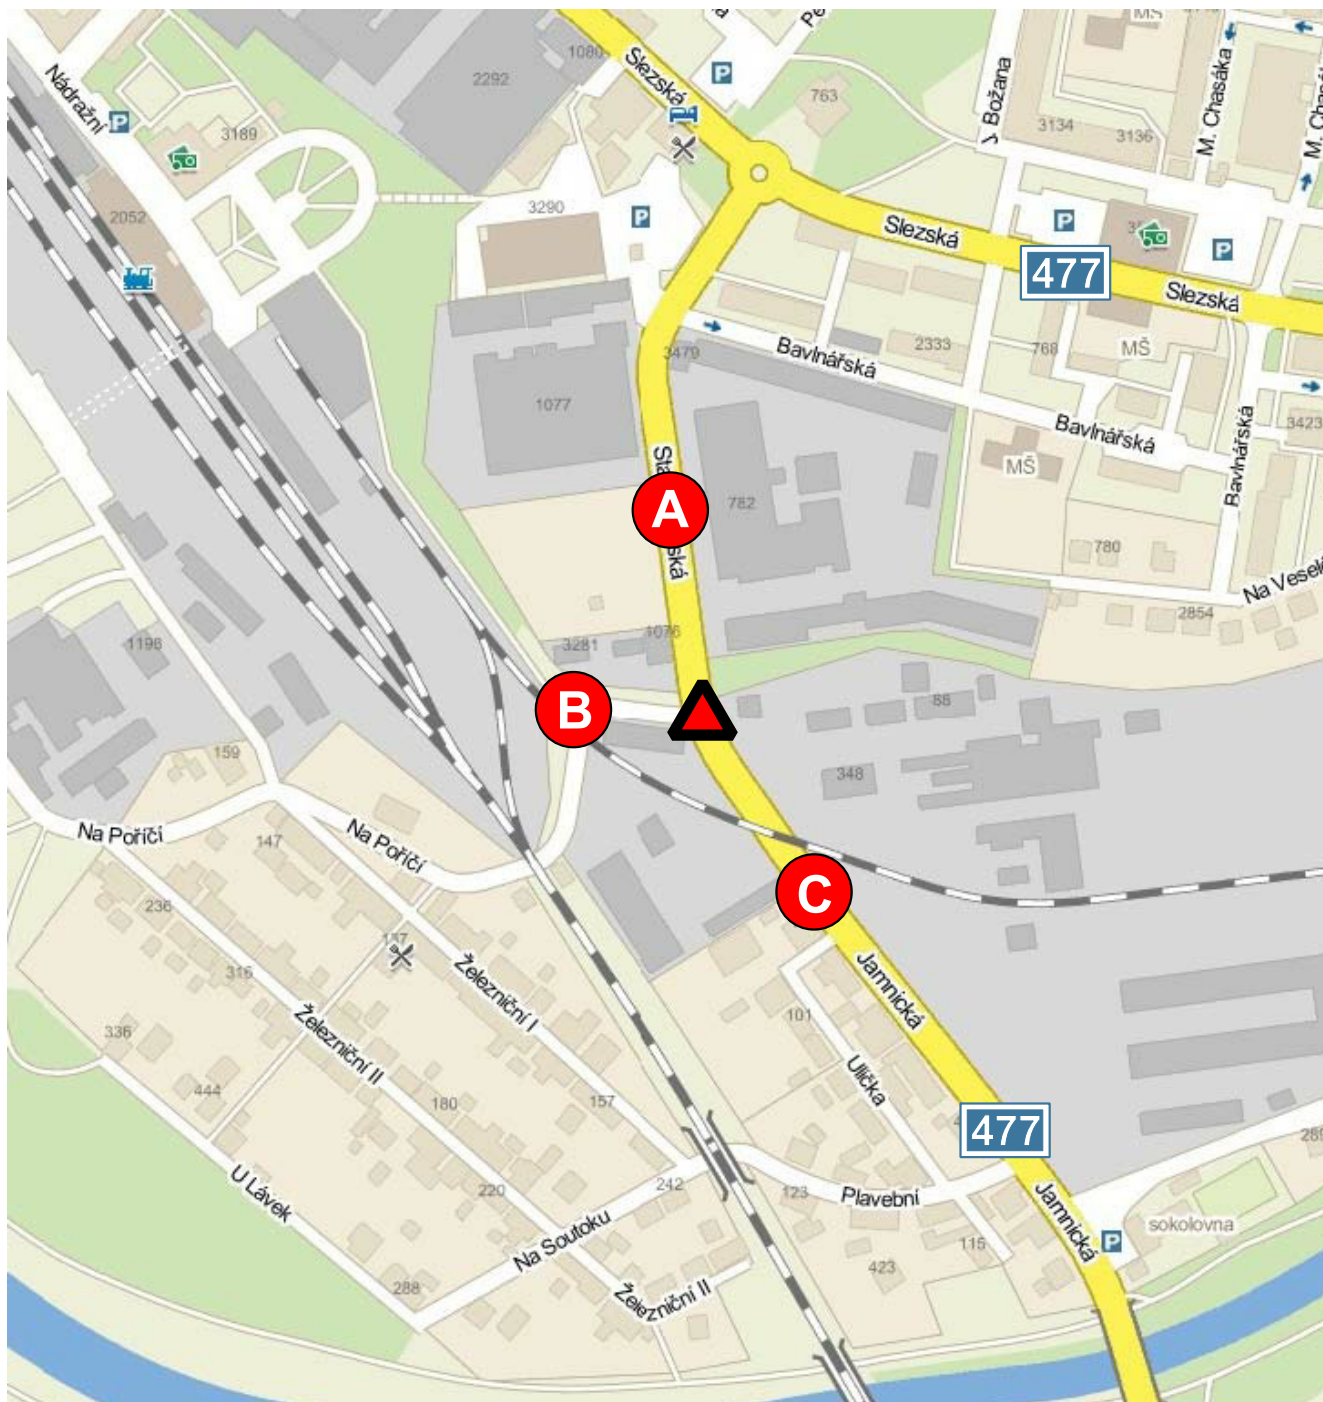 MŠ
1080
Slezská
P
2292
763
M. Chasáka
Nádražní
P
3189
J Božana
3134
3136
2052
3290
P
Slezská
P
P
477
Slezská
3479
Bavlnářská
2333
768
MŠ
1077
Bavlnářská
Bavlnářská
3423
MŠ
782
A
780
Na Veselé
2854
1198
3281
1076
B
88
159
348
Na Poříčí
147
Na Poříčí
C
236
Železniční I
Jamnická
316
101
336
Železniční II
Ulička
444
180
157
477
U Lávek
220
242
123
Plavební
Jamnická
sokolovna
Na Soutoku
115
P
423
288
Železniční II